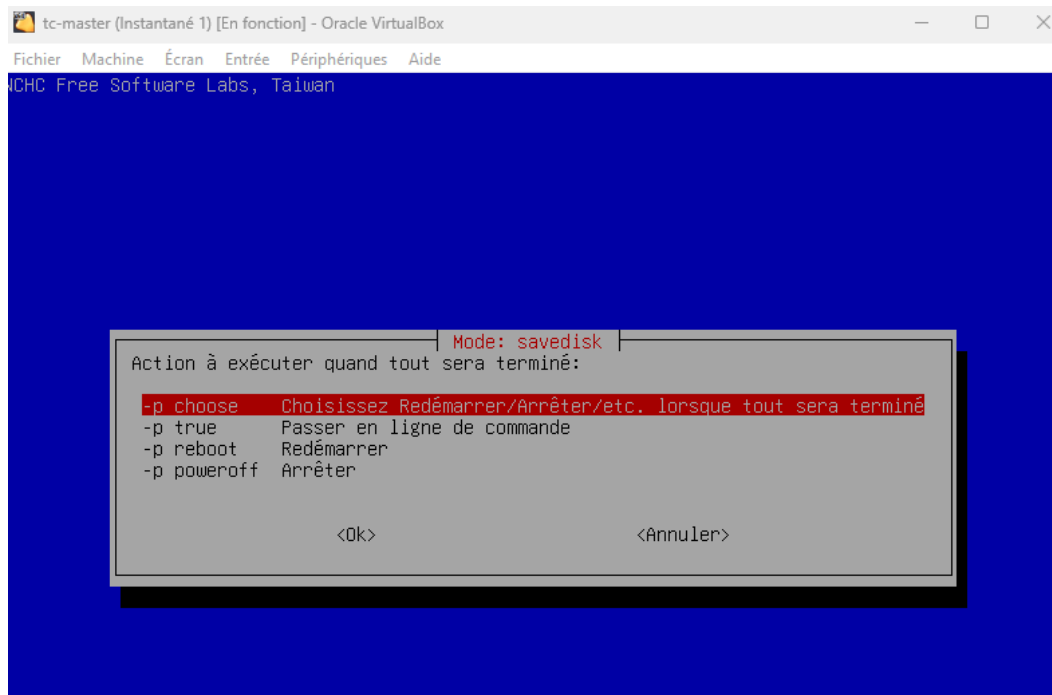 tc-master (Instantané 1) [En fonction] - Oracle VirtualBox
Fichier Machine Écran Entrée Périphériques Aide
NCHC Free Software Labs, Taiwan
Mode: savedisk
Action à exécuter quand tout sera terminé:
-p choose Choisissez Redémarrer/Arrêter/etc. lorsque tout sera terminé
-p true Passer en ligne de commande
-p reboot Redémarrer
-p poweroff Arrêter
<Ok> <Annuler>